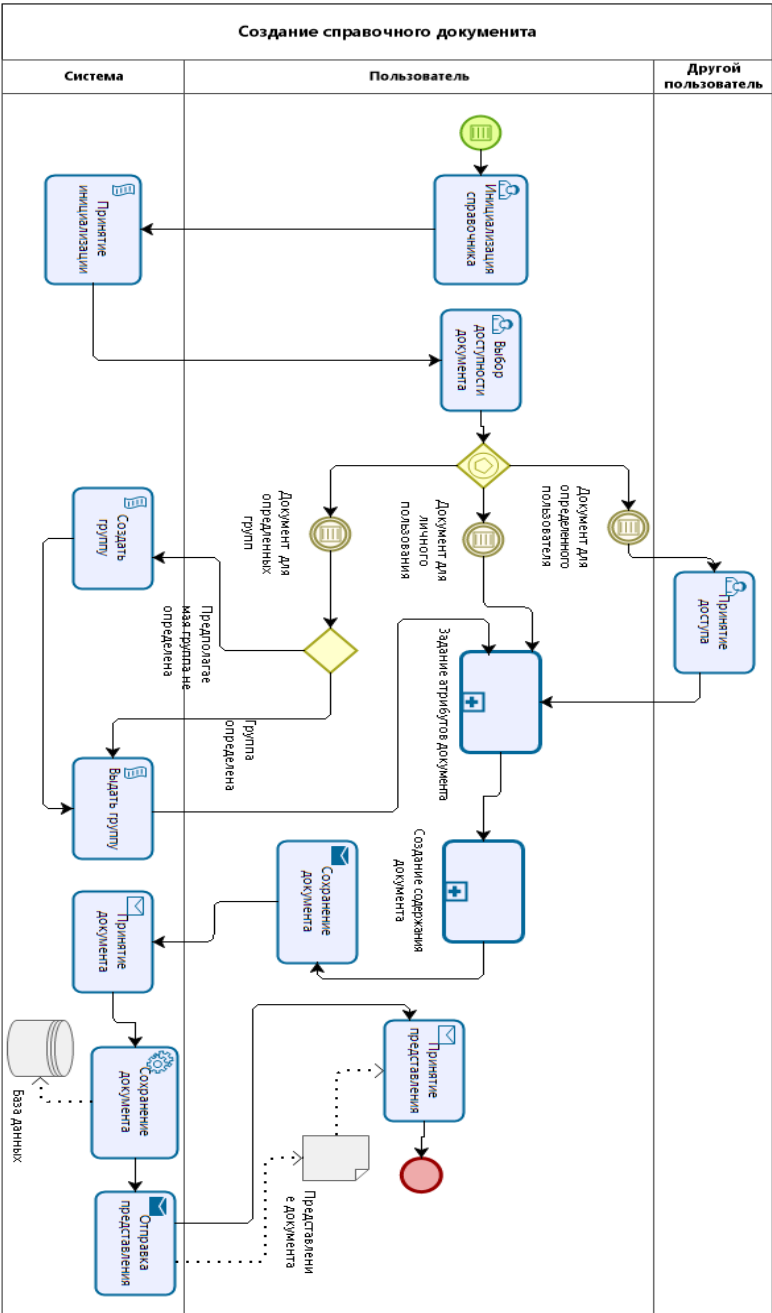 Создание справочного докуменита
Система
Пользователь
Другой
пользователь
Инициализация
справочника
Принятие
инициализации
Выбор
доступности
документа
Документ для
определенного
пользователя
Документ для
личного
пользования
Документ для
опредленных
групп
Принятие
доступа
Создать
группу
Предполагае
мая группа не
определена
Группа
определена
Задание атрибутов документа
Выдать группу
Создание содержания
документа
Сохранение
документа
Принятие
документа
Сохранение
документа
База данных
Принятие
представления
Представлени
е документа
Отправка
представления